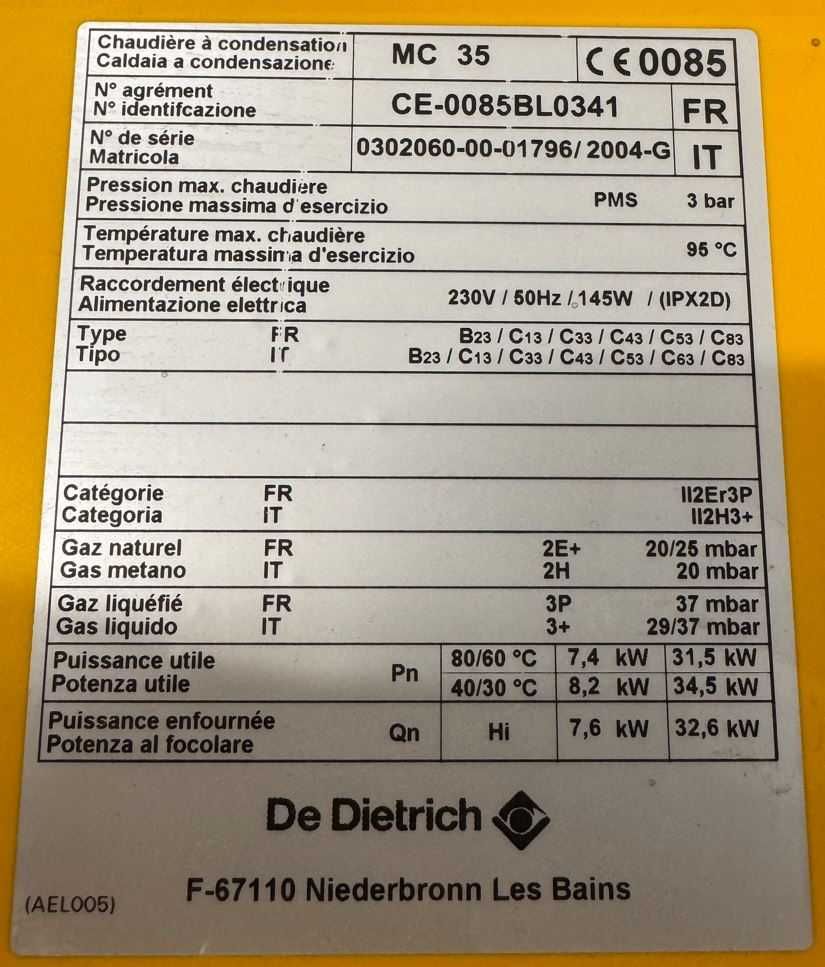 Chaudière à condensation
Caldaia a condensazione
MC 35
CE0085
N° agrément
N° identifcazione
CE-0085BL0341
FR
N° de série
Matricola
0302060-00-01796/ 2004-G
IT
Pression max. chaudière
Pressione massima d'esercizio
PMS 3 bar
Température max. chaudière
Temperatura massima d'esercizio
95 °C
Raccordement électrique
Alimentazione elettrica
230V / 50Hz / 145W / (IPX2D)
Type FR B23 / C13 / C33 / C43 / C53 / C83
Tipo IT B23 / C13 / C33 / C43 / C53 / C63 / C83
Catégorie FR II2Er3P
Categoria IT II2H3+
Gaz naturel FR 2E+ 20/25 mbar
Gas metano IT 2H 20 mbar
Gaz liquéfié FR 3P 37 mbar
Gas liquido IT 3+ 29/37 mbar
Puissance utile
Potenza utile
Pn
80/60 °C 7,4 kW 31,5 kW
40/30 °C 8,2 kW 34,5 kW
Puissance enfournée
Potenza al focolare
Qn Hi 7,6 kW 32,6 kW
De Dietrich
F-67110 Niederbronn Les Bains
(AEL005)